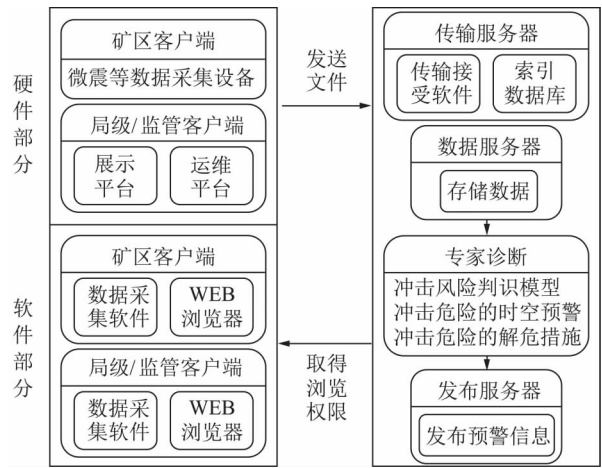 硬
件
部
分
矿区客户端
微震等数据采集设备
局级/监管客户端
展示
平台
运维
平台
软
件
部
分
矿区客户端
数据采
集软件
WEB
浏览器
局级/监管客户端
数据采
集软件
WEB
浏览器
发送
文件
取得
浏览
权限
传输服务器
传输接
受软件
索引
数据库
数据服务器
存储数据
专家诊断
冲击风险判识模型
冲击危险的时空预警
冲击危险的解危措施
发布服务器
发布预警信息